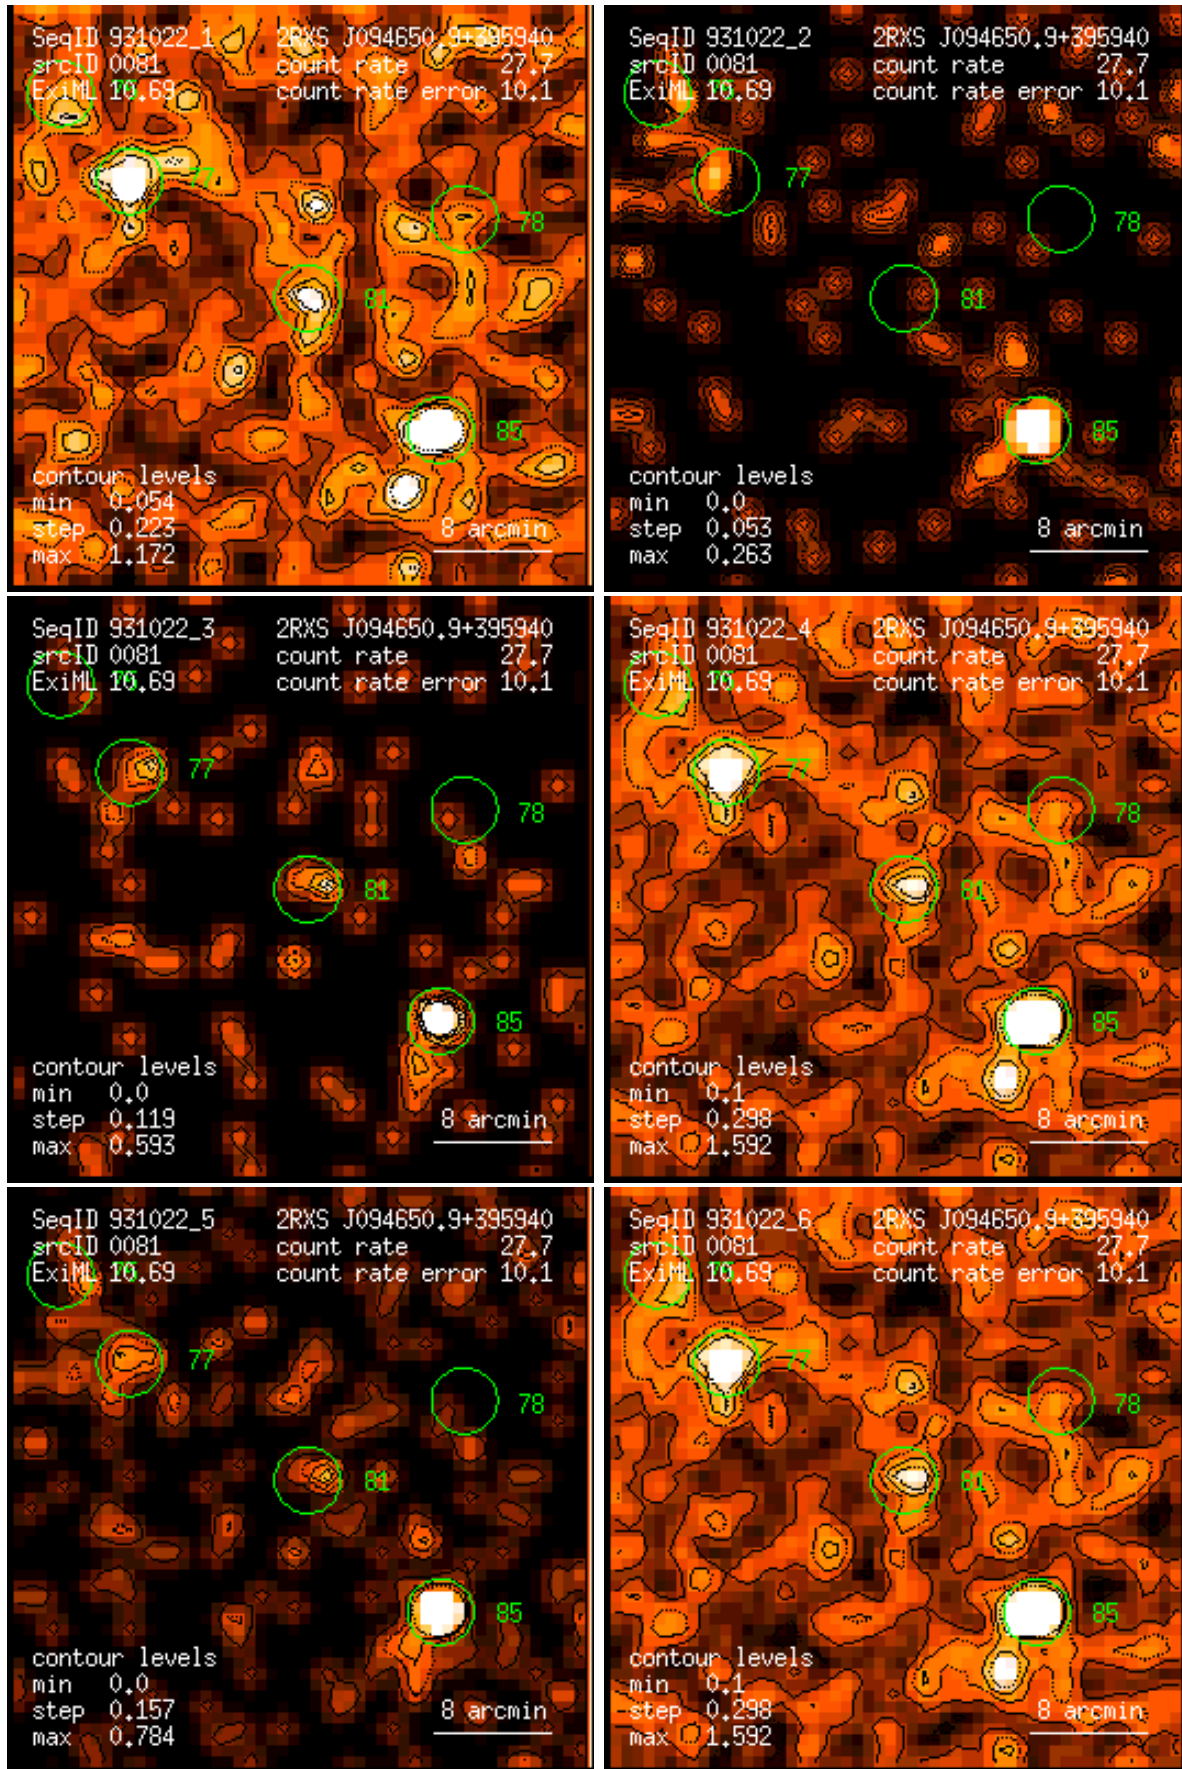 SeqID 931022_1 2RXS J094650.9+395940
srcID 0081 count rate 27.7
ExiML 10.69 count rate error 10.1
77
78
81
85
contour levels
min 0.054
step 0.223
max 1.172
8 arcmin
SeqID 931022_2 2RXS J094650.9+395940
srcID 0081 count rate 27.7
ExiML 10.69 count rate error 10.1
77
78
81
85
contour levels
min 0.0
step 0.053
max 0.263
8 arcmin
SeqID 931022_3 2RXS J094650.9+395940
srcID 0081 count rate 27.7
ExiML 10.69 count rate error 10.1
77
78
81
85
contour levels
min 0.0
step 0.119
max 0.593
8 arcmin
SeqID 931022_4 2RXS J094650.9+395940
srcID 0081 count rate 27.7
ExiML 10.69 count rate error 10.1
77
78
81
85
contour levels
min 0.1
step 0.298
max 1.592
8 arcmin
SeqID 931022_5 2RXS J094650.9+395940
srcID 0081 count rate 27.7
ExiML 10.69 count rate error 10.1
77
78
81
85
contour levels
min 0.0
step 0.157
max 0.784
8 arcmin
SeqID 931022_6 2RXS J094650.9+395940
srcID 0081 count rate 27.7
ExiML 10.69 count rate error 10.1
77
78
81
85
contour levels
min 0.1
step 0.298
max 1.592
8 arcmin